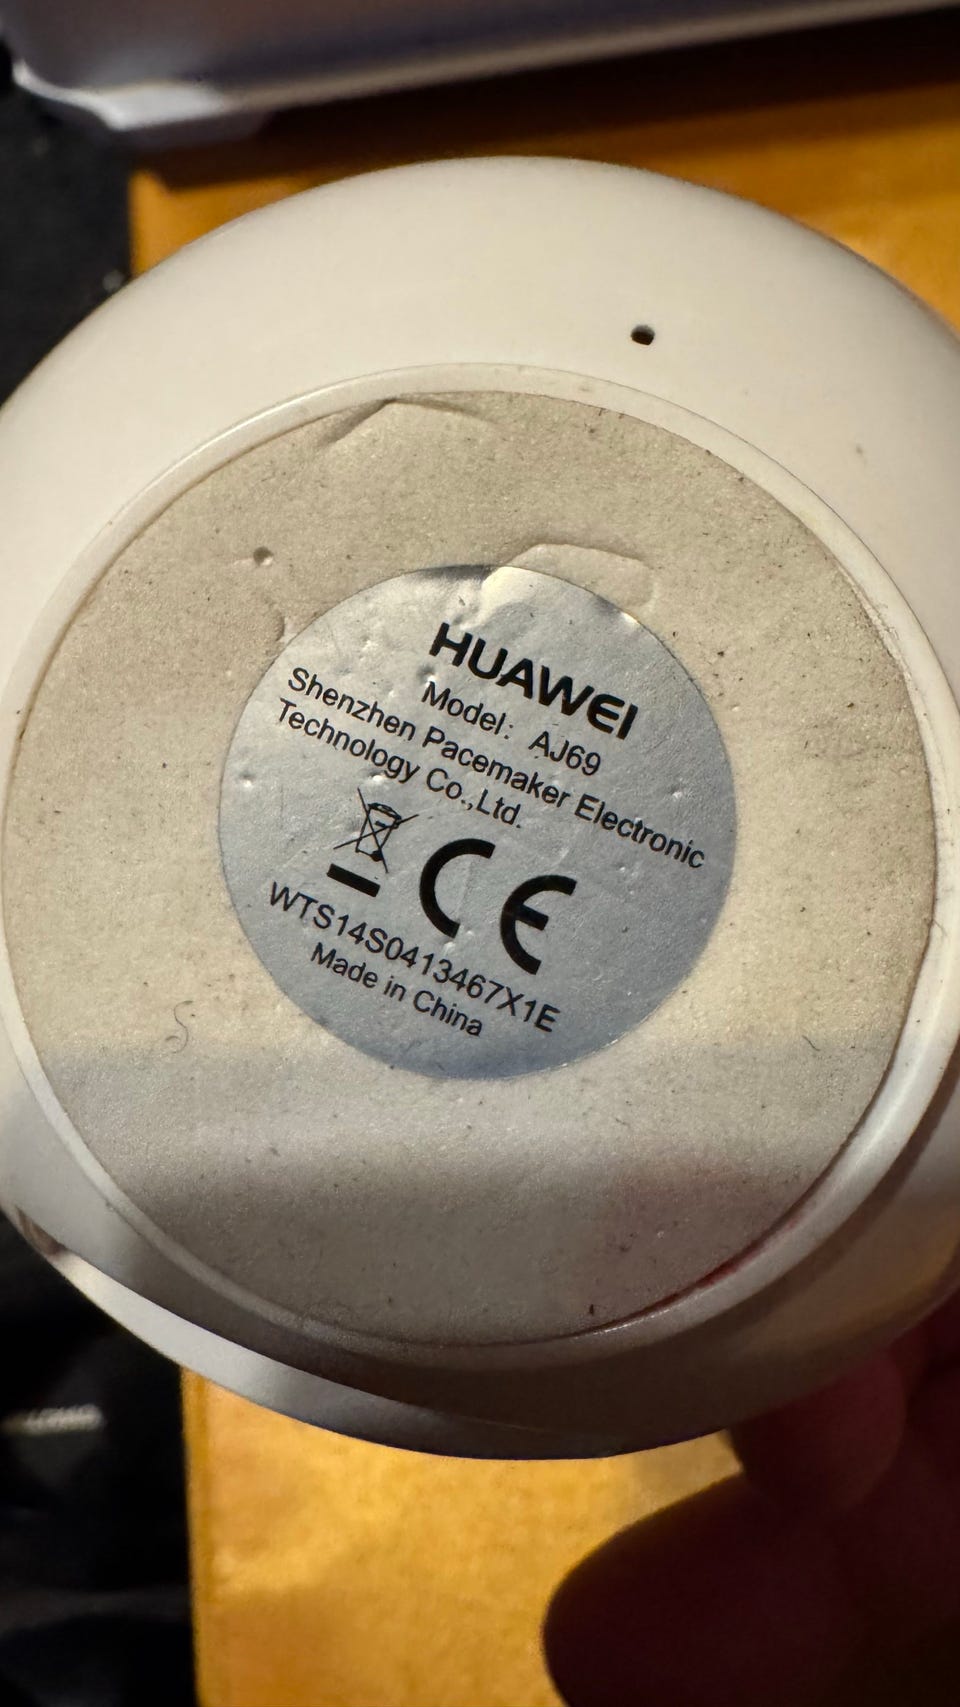 HUAWEI
Model: AJ69
Shenzhen Pacemaker Electronic
Technology Co.,Ltd.
CE
WTS14S0413467X1E
Made in China